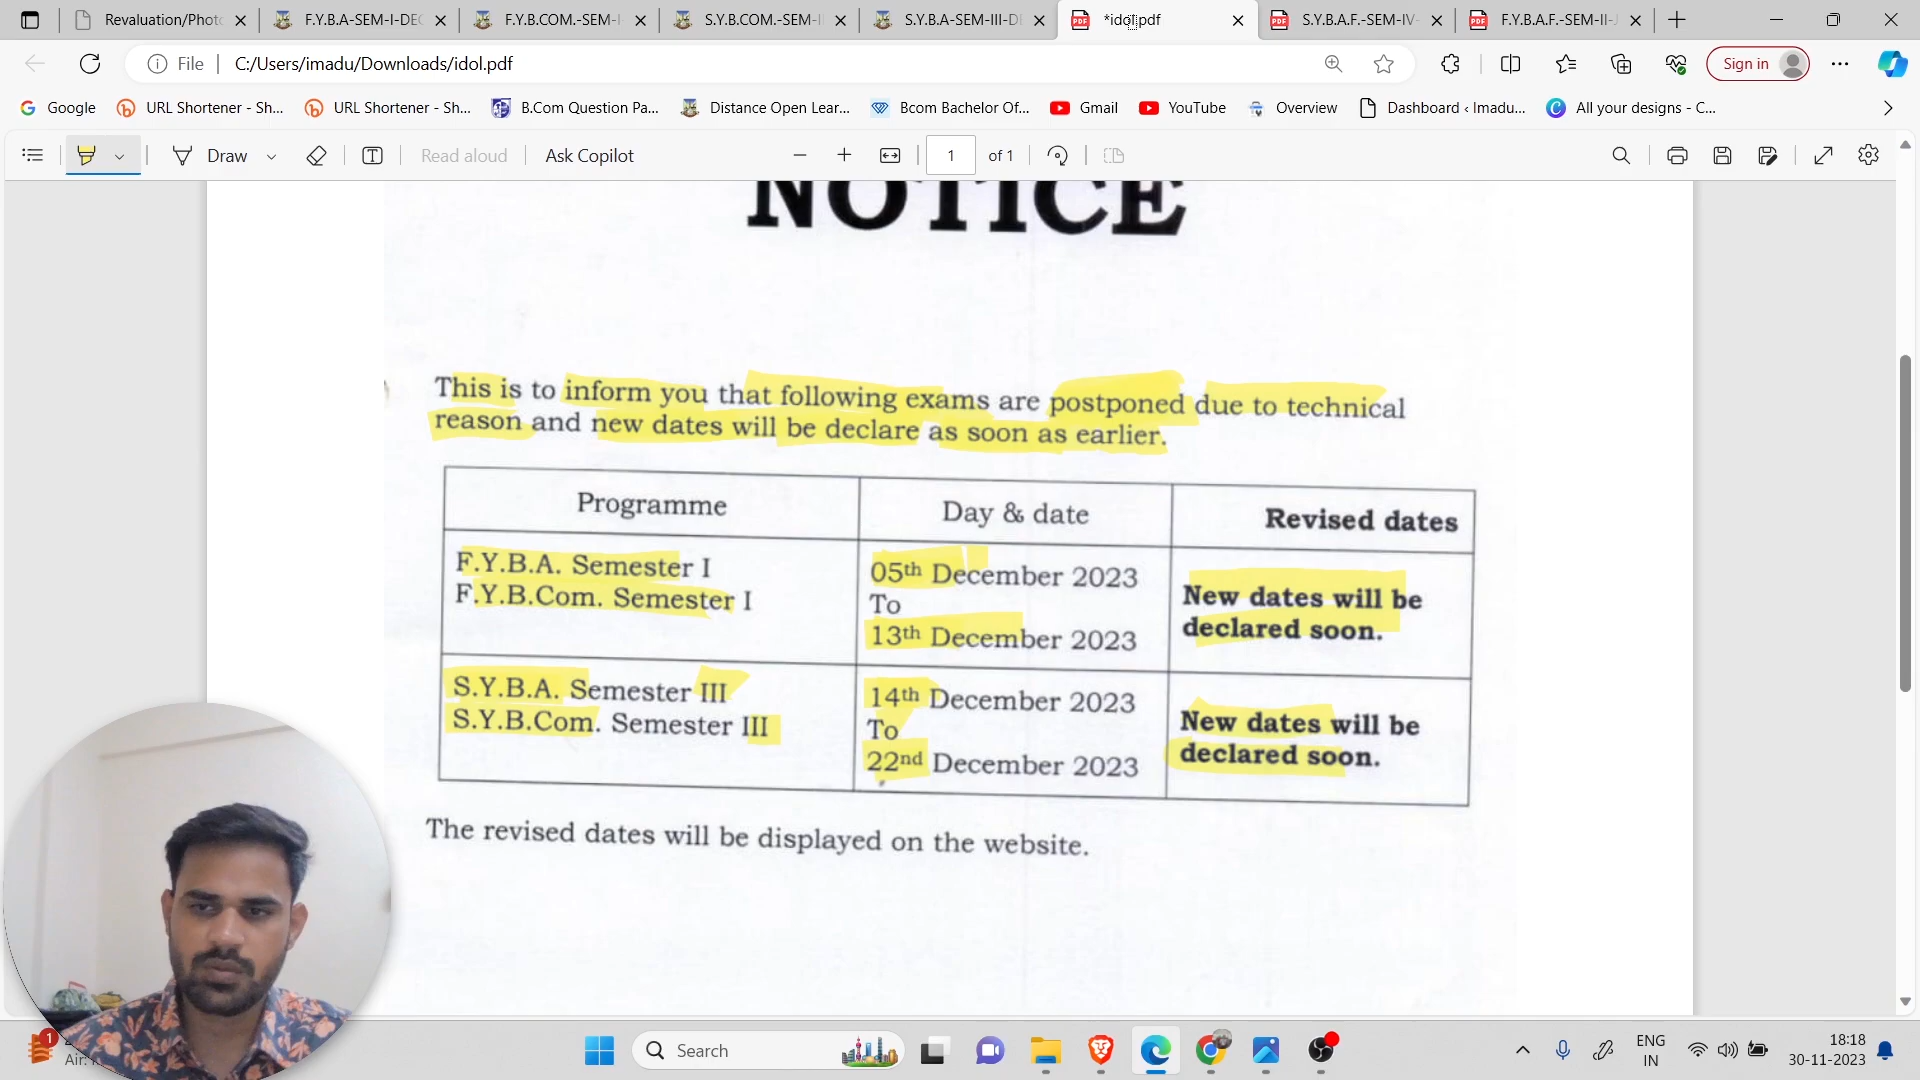 Revaluation/Photo
F.Y.B.A-SEM-I-DEC
F.Y.B.COM.-SEM-I-
S.Y.B.COM.-SEM-II
S.Y.B.A-SEM-III-DE
*idol.pdf
S.Y.B.A.F.-SEM-IV-
F.Y.B.A.F.-SEM-II-J
File
C:/Users/imadu/Downloads/idol.pdf
Sign in
Google
URL Shortener - Sh...
URL Shortener - Sh...
B.Com Question Pa...
Distance Open Lear...
Bcom Bachelor Of...
Gmail
YouTube
Overview
Dashboard ‹ Imadu...
All your designs - C...
Draw
Read aloud
Ask Copilot
1
of 1
NOTICE
This is to inform you that following exams are postponed due to technical
reason and new dates will be declare as soon as earlier.
Programme
Day & date
Revised dates
F.Y.B.A. Semester I
F.Y.B.Com. Semester I
05th December 2023
To
13th December 2023
New dates will be
declared soon.
S.Y.B.A. Semester III
S.Y.B.Com. Semester III
14th December 2023
To
22nd December 2023
New dates will be
declared soon.
The revised dates will be displayed on the website.
1
Air:
Search
ENG
IN
18:18
30-11-2023